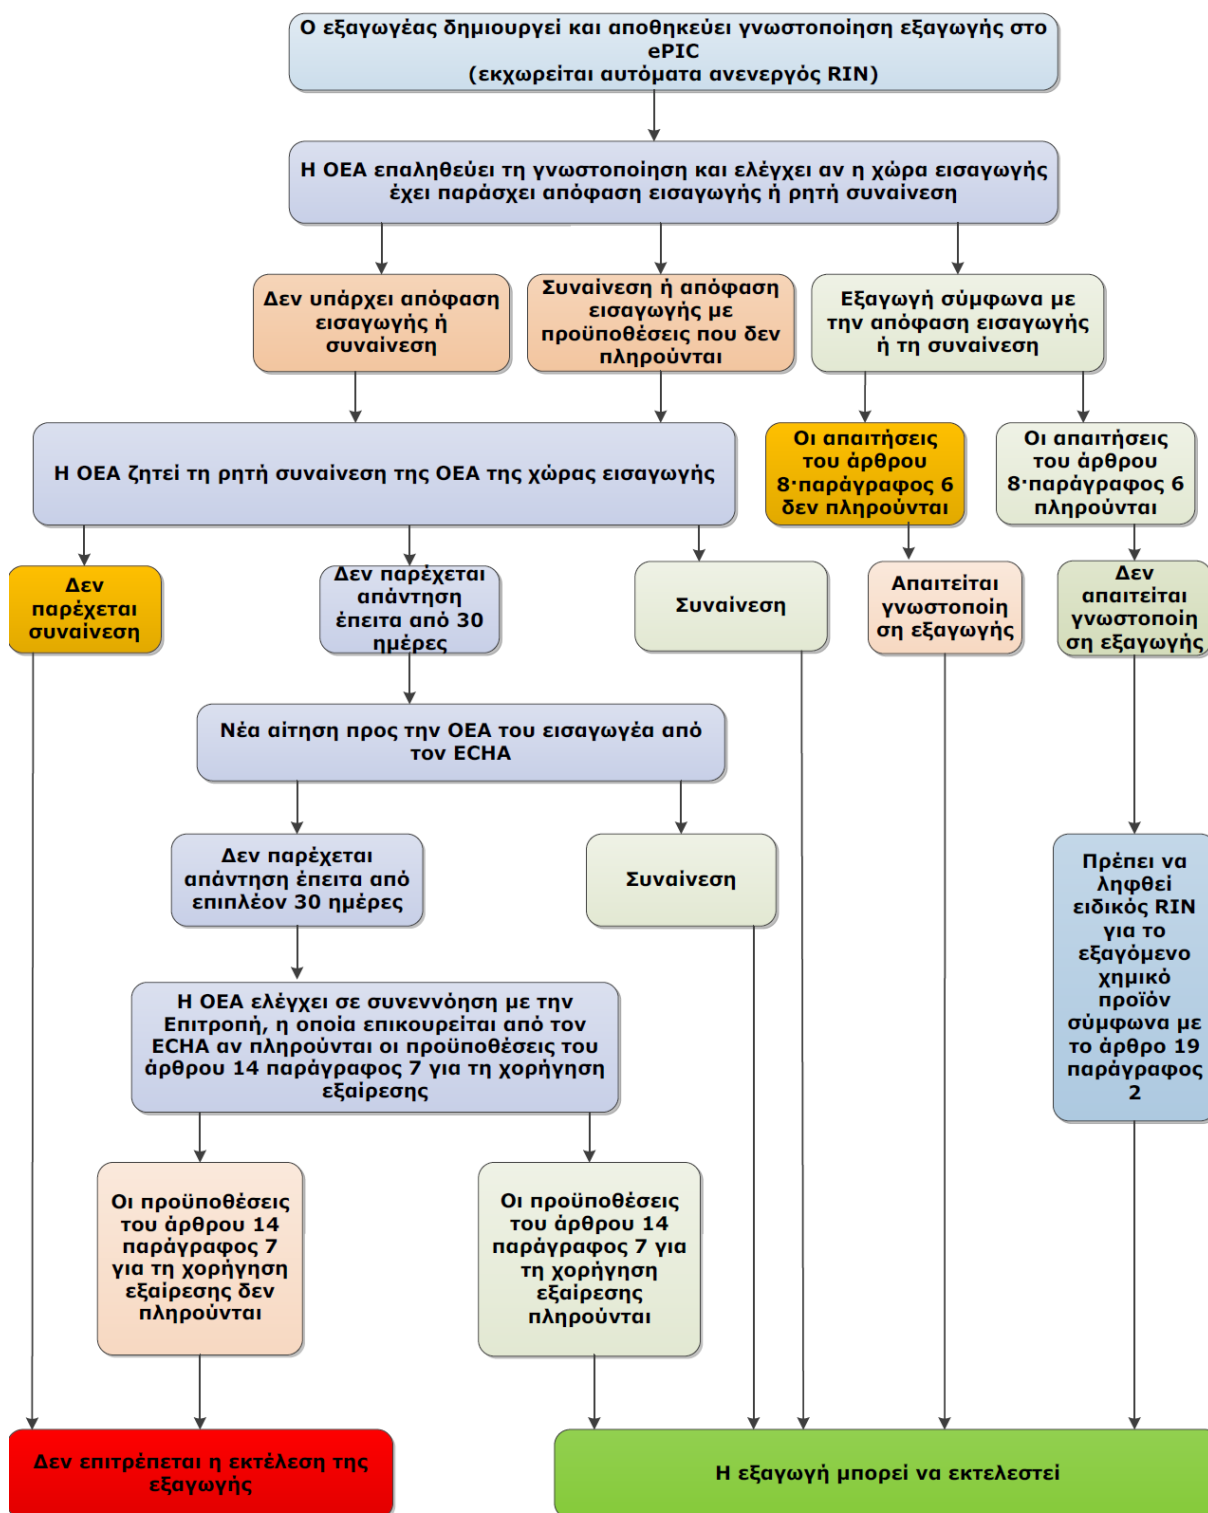 Ο εξαγωγέας δημιουργεί και αποθηκεύει γνωστοποίηση εξαγωγής στο
ePIC
(εκχωρείται αυτόματα ανενεργός RIN)
Η ΟΕΑ επαληθεύει τη γνωστοποίηση και ελέγχει αν η χώρα εισαγωγής
έχει παράσχει απόφαση εισαγωγής ή ρητή συναίνεση
Δεν υπάρχει απόφαση
εισαγωγής ή
συναίνεση
Συναίνεση ή απόφαση
εισαγωγής με
προϋποθέσεις που δεν
πληρούνται
Εξαγωγή σύμφωνα με
την απόφαση εισαγωγής
ή τη συναίνεση
Η ΟΕΑ ζητεί τη ρητή συναίνεση της ΟΕΑ της χώρας εισαγωγής
Οι απαιτήσεις
του άρθρου
8·παράγραφος 6
δεν πληρούνται
Οι απαιτήσεις
του άρθρου
8·παράγραφος 6
πληρούνται
Δεν
παρέχεται
συναίνεση
Δεν παρέχεται
απάντηση
έπειτα από 30
ημέρες
Συναίνεση
Απαιτείται
γνωστοποίη
ση εξαγωγής
Δεν
απαιτείται
γνωστοποίη
ση εξαγωγής
Νέα αίτηση προς την ΟΕΑ του εισαγωγέα από
τον ECHA
Δεν παρέχεται
απάντηση έπειτα από
επιπλέον 30 ημέρες
Συναίνεση
Πρέπει να
ληφθεί
ειδικός RIN
για το
εξαγόμενο
χημικό
προϊόν
σύμφωνα με
το άρθρο 19
παράγραφος
2
Η ΟΕΑ ελέγχει σε συνεννόηση με την
Επιτροπή, η οποία επικουρείται από τον
ECHA αν πληρούνται οι προϋποθέσεις του
άρθρου 14 παράγραφος 7 για τη χορήγηση
εξαίρεσης
Οι προϋποθέσεις
του άρθρου 14
παράγραφος 7
για τη χορήγηση
εξαίρεσης δεν
πληρούνται
Οι προϋποθέσεις
του άρθρου 14
παράγραφος 7 για
τη χορήγηση
εξαίρεσης
πληρούνται
Δεν επιτρέπεται η εκτέλεση της
εξαγωγής
Η εξαγωγή μπορεί να εκτελεστεί